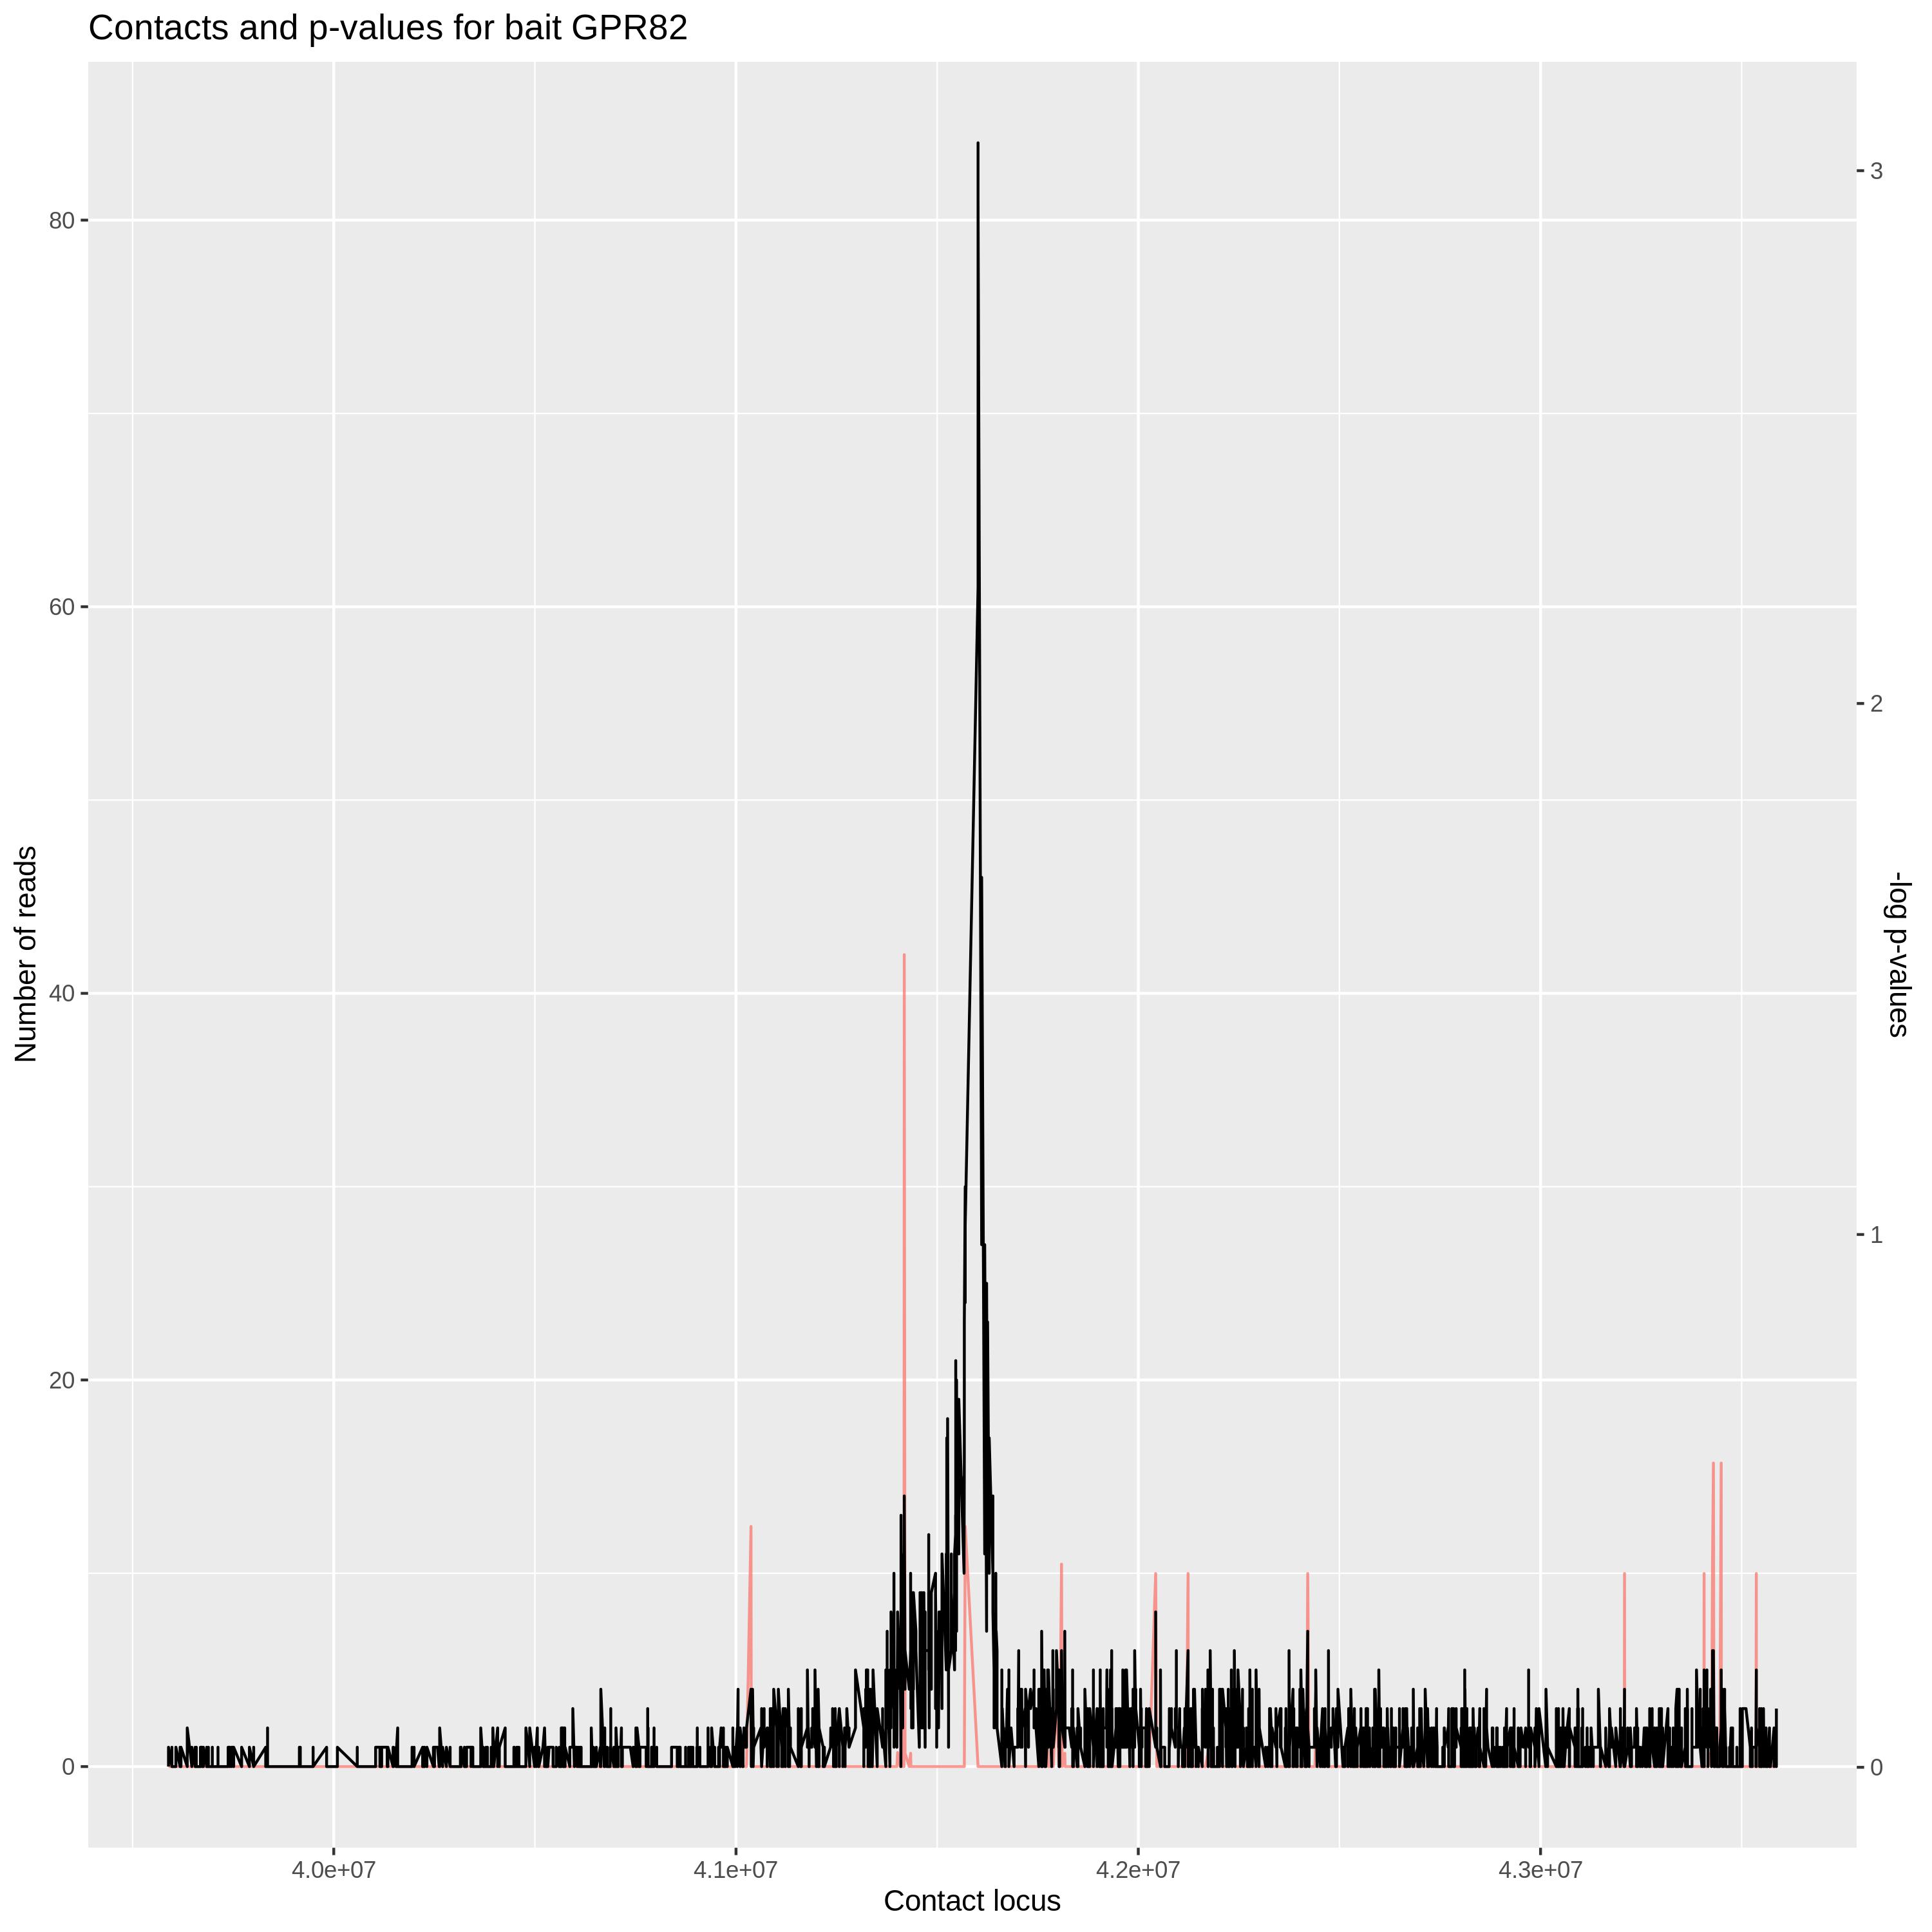 Contacts and p-values for bait GPR82
Number of reads
80
60
40
20
0
3
2
1
0
-log p-values
4.0e+07
4.1e+07
4.2e+07
4.3e+07
Contact locus